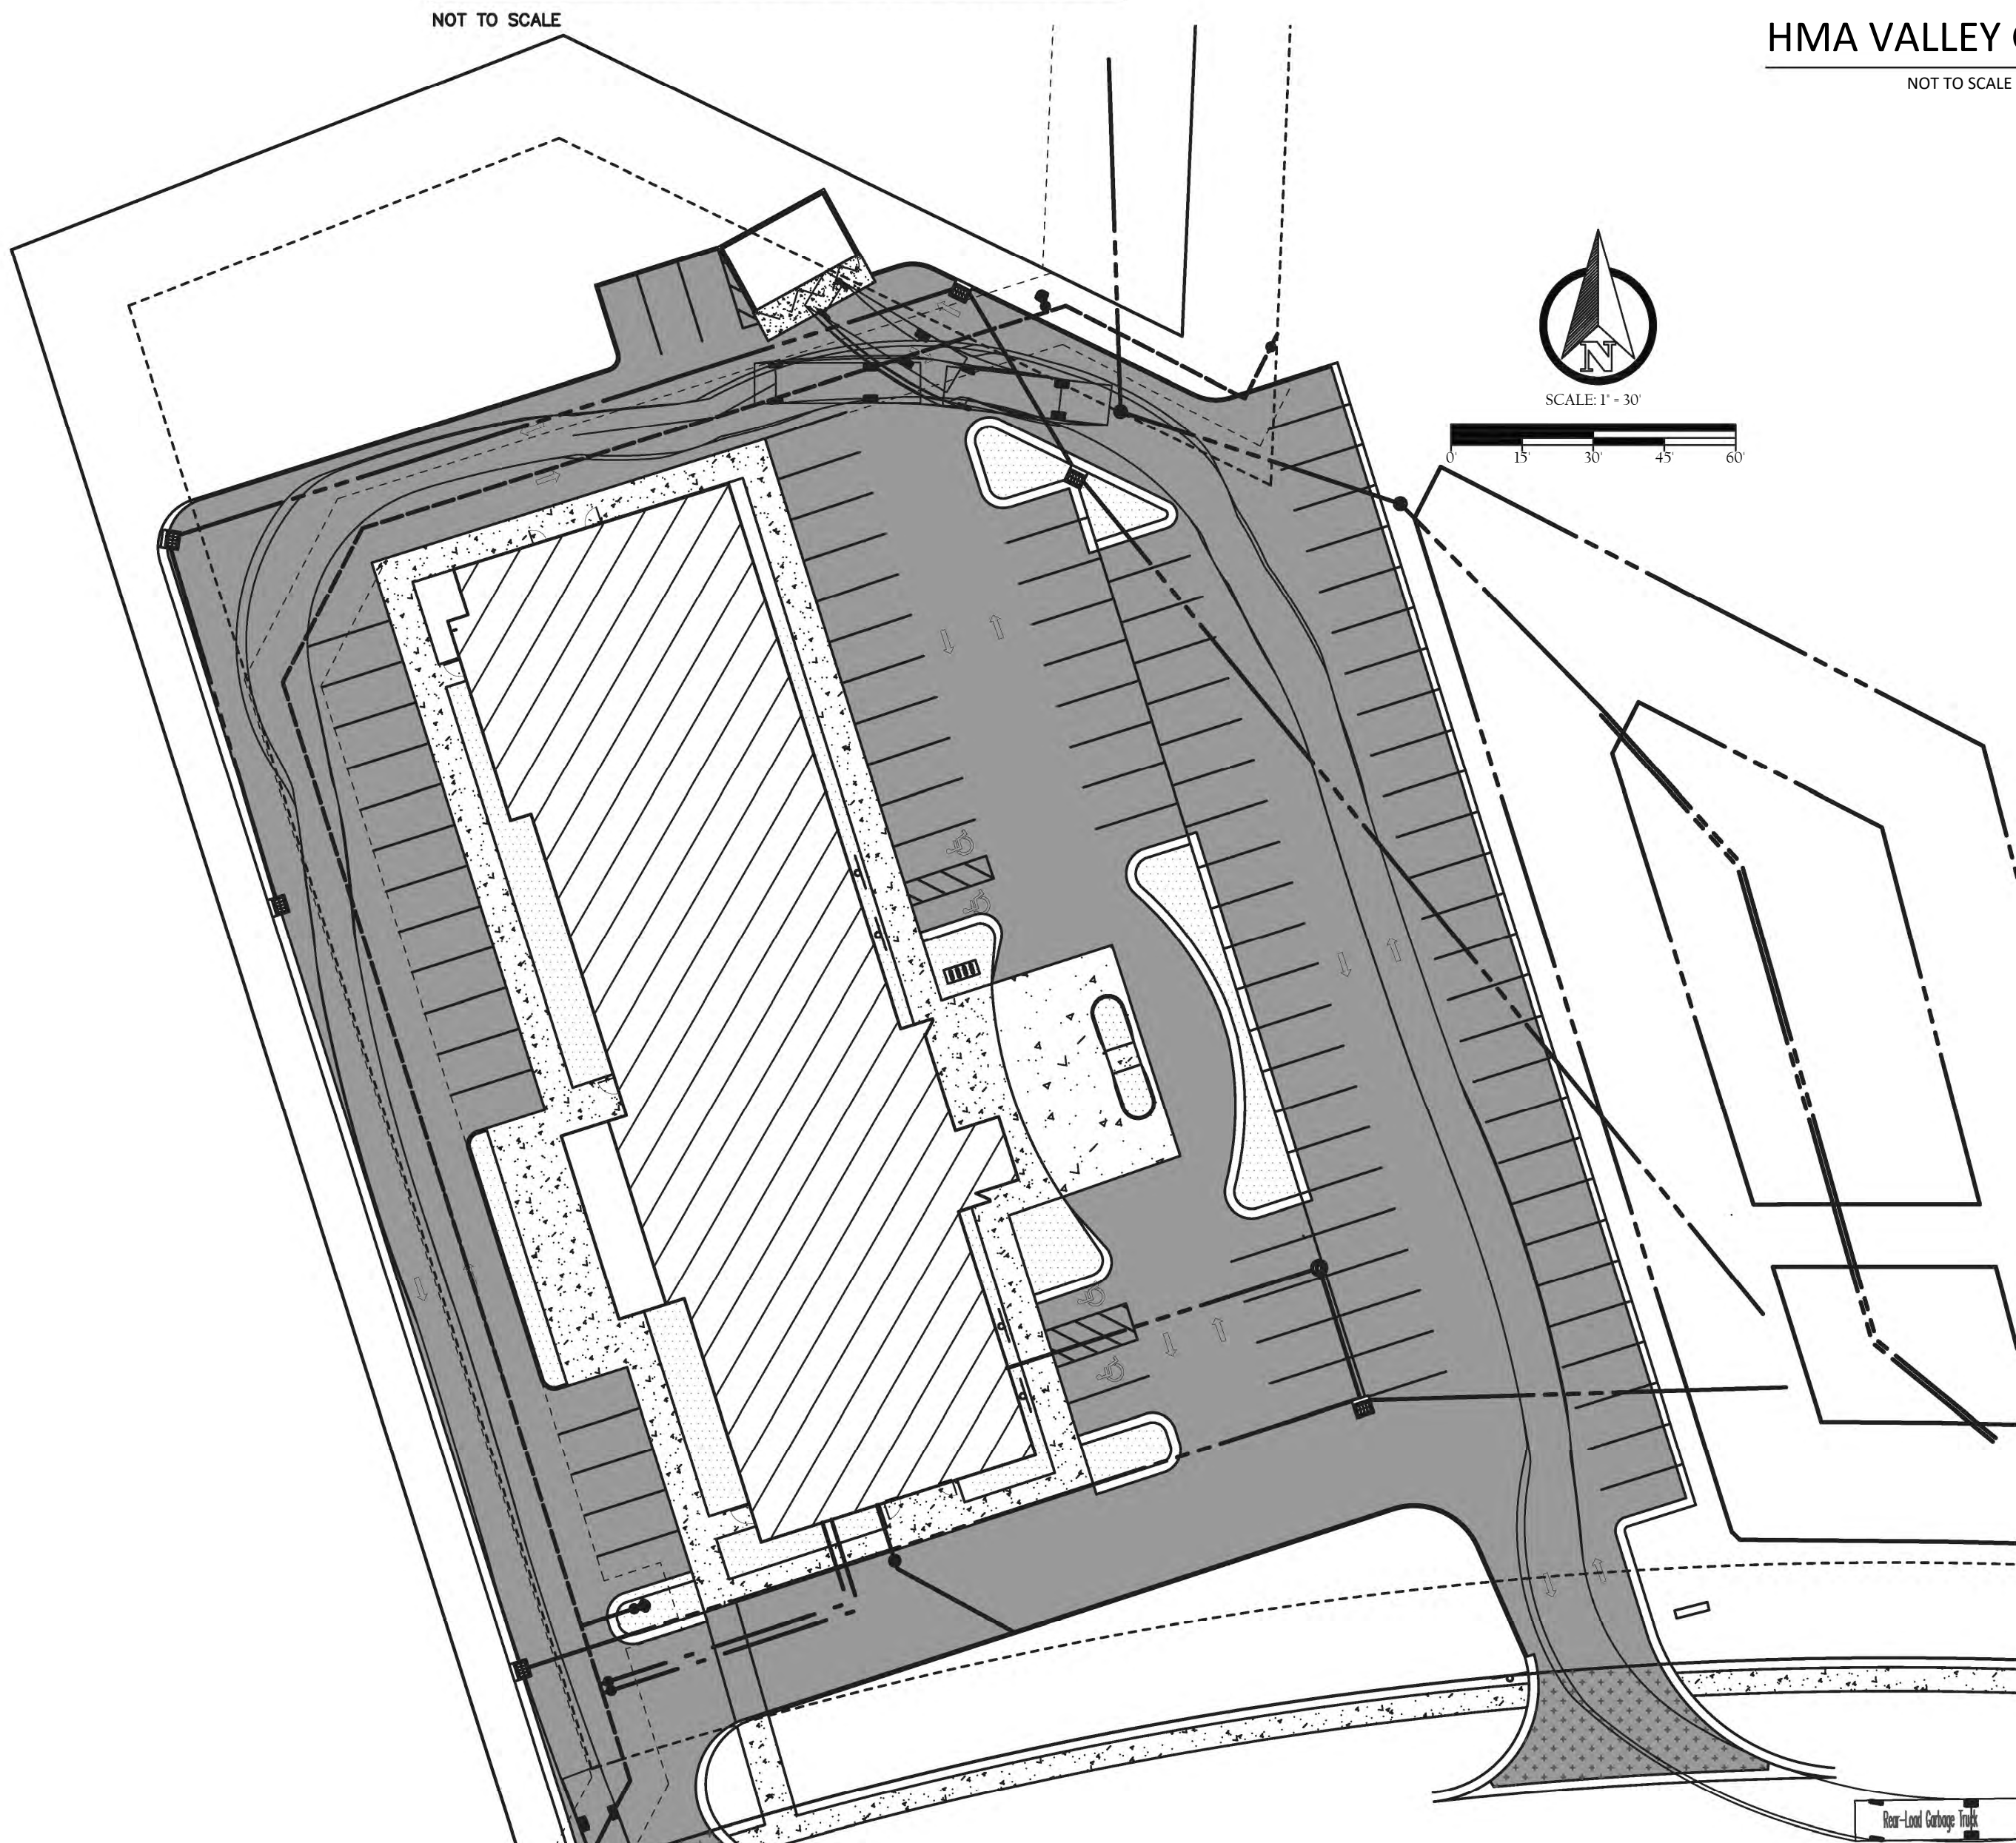 NOT TO SCALE
HMA VALLEY
NOT TO SCALE
N
SCALE: 1" = 30'
0' 15' 30' 45' 60'
Rear-Load Garbage Truck